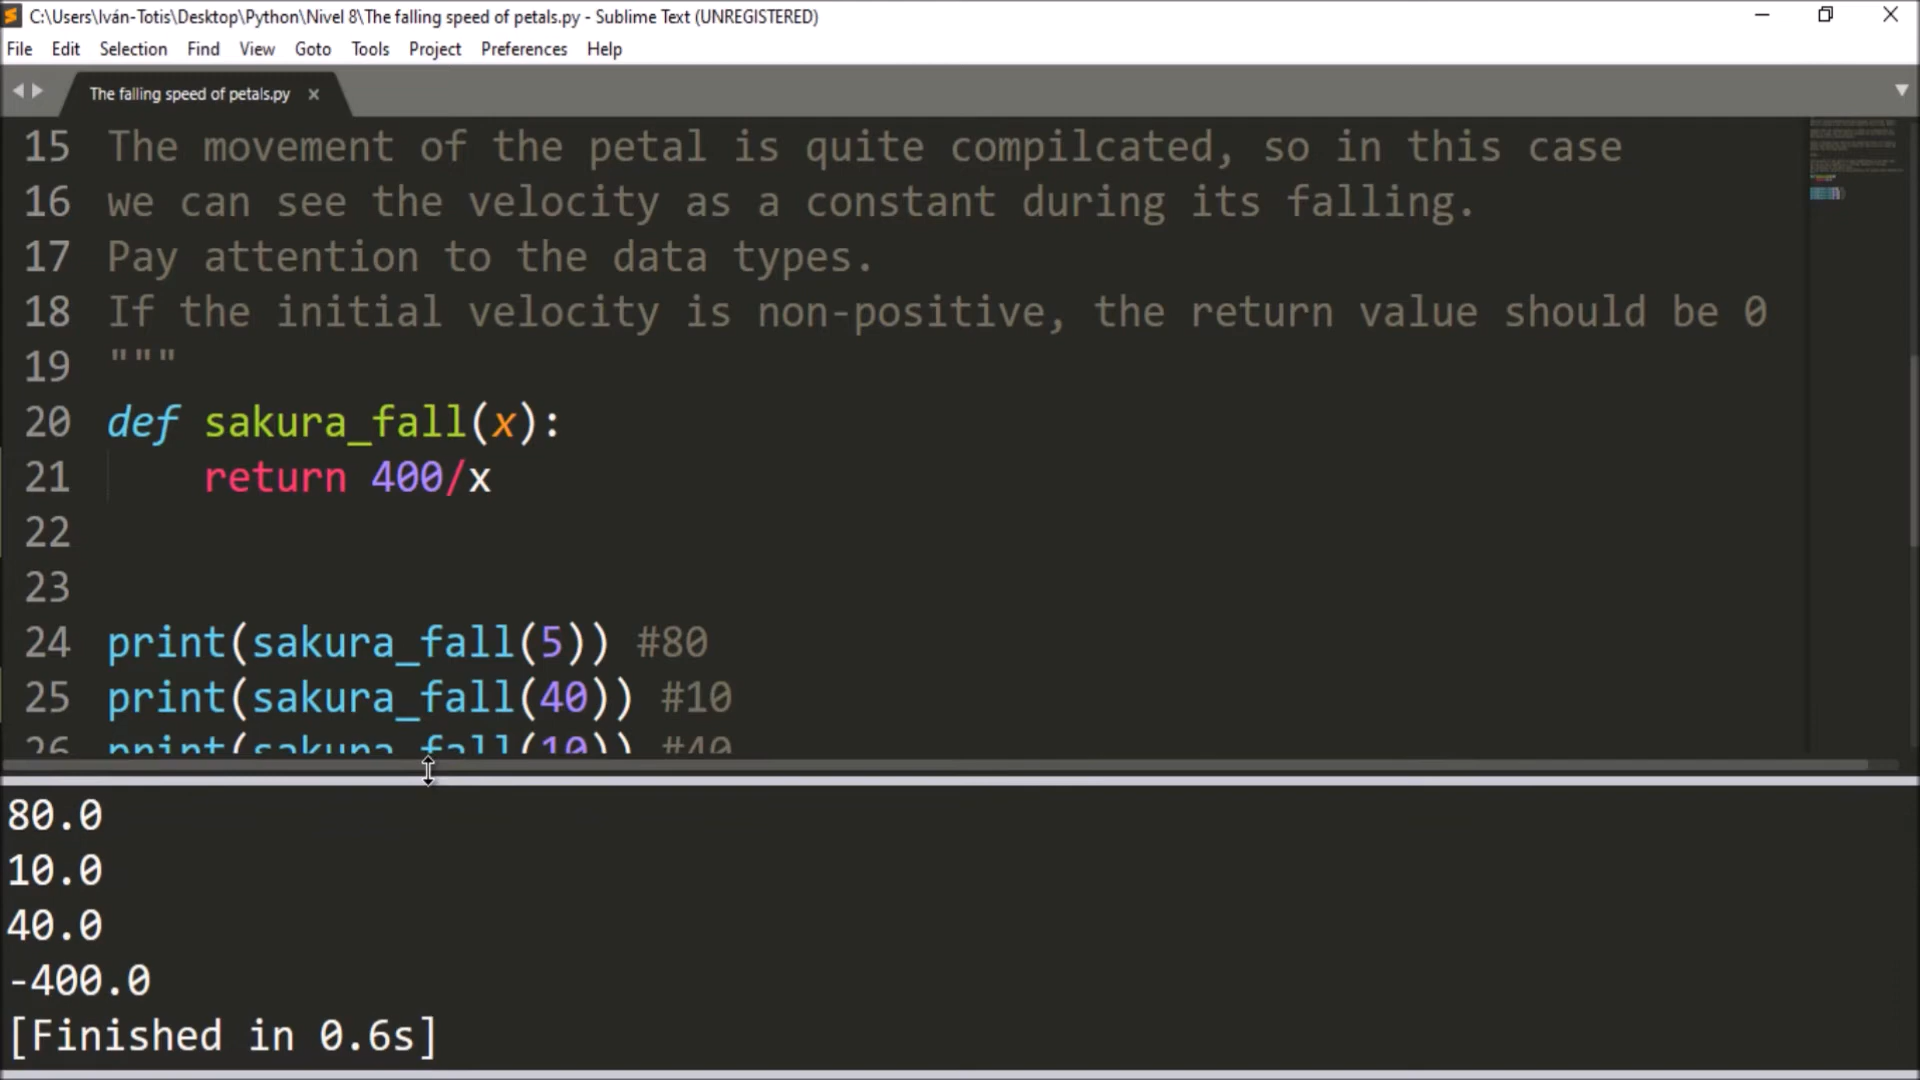 C:\Users\Iván-Totis\Desktop\Python\Nivel 8\The falling speed of petals.py - Sublime Text (UNREGISTERED)
File Edit Selection Find View Goto Tools Project Preferences Help
The falling speed of petals.py
15 The movement of the petal is quite compilcated, so in this case
16 we can see the velocity as a constant during its falling.
17 Pay attention to the data types.
18 If the initial velocity is non-positive, the return value should be 0
19 """
20 def sakura_fall(x):
21 return 400/x
22
23
24 print(sakura_fall(5)) #80
25 print(sakura_fall(40)) #10
26 print(sakura_fall(10)) #40
80.0
10.0
40.0
-400.0
[Finished in 0.6s]